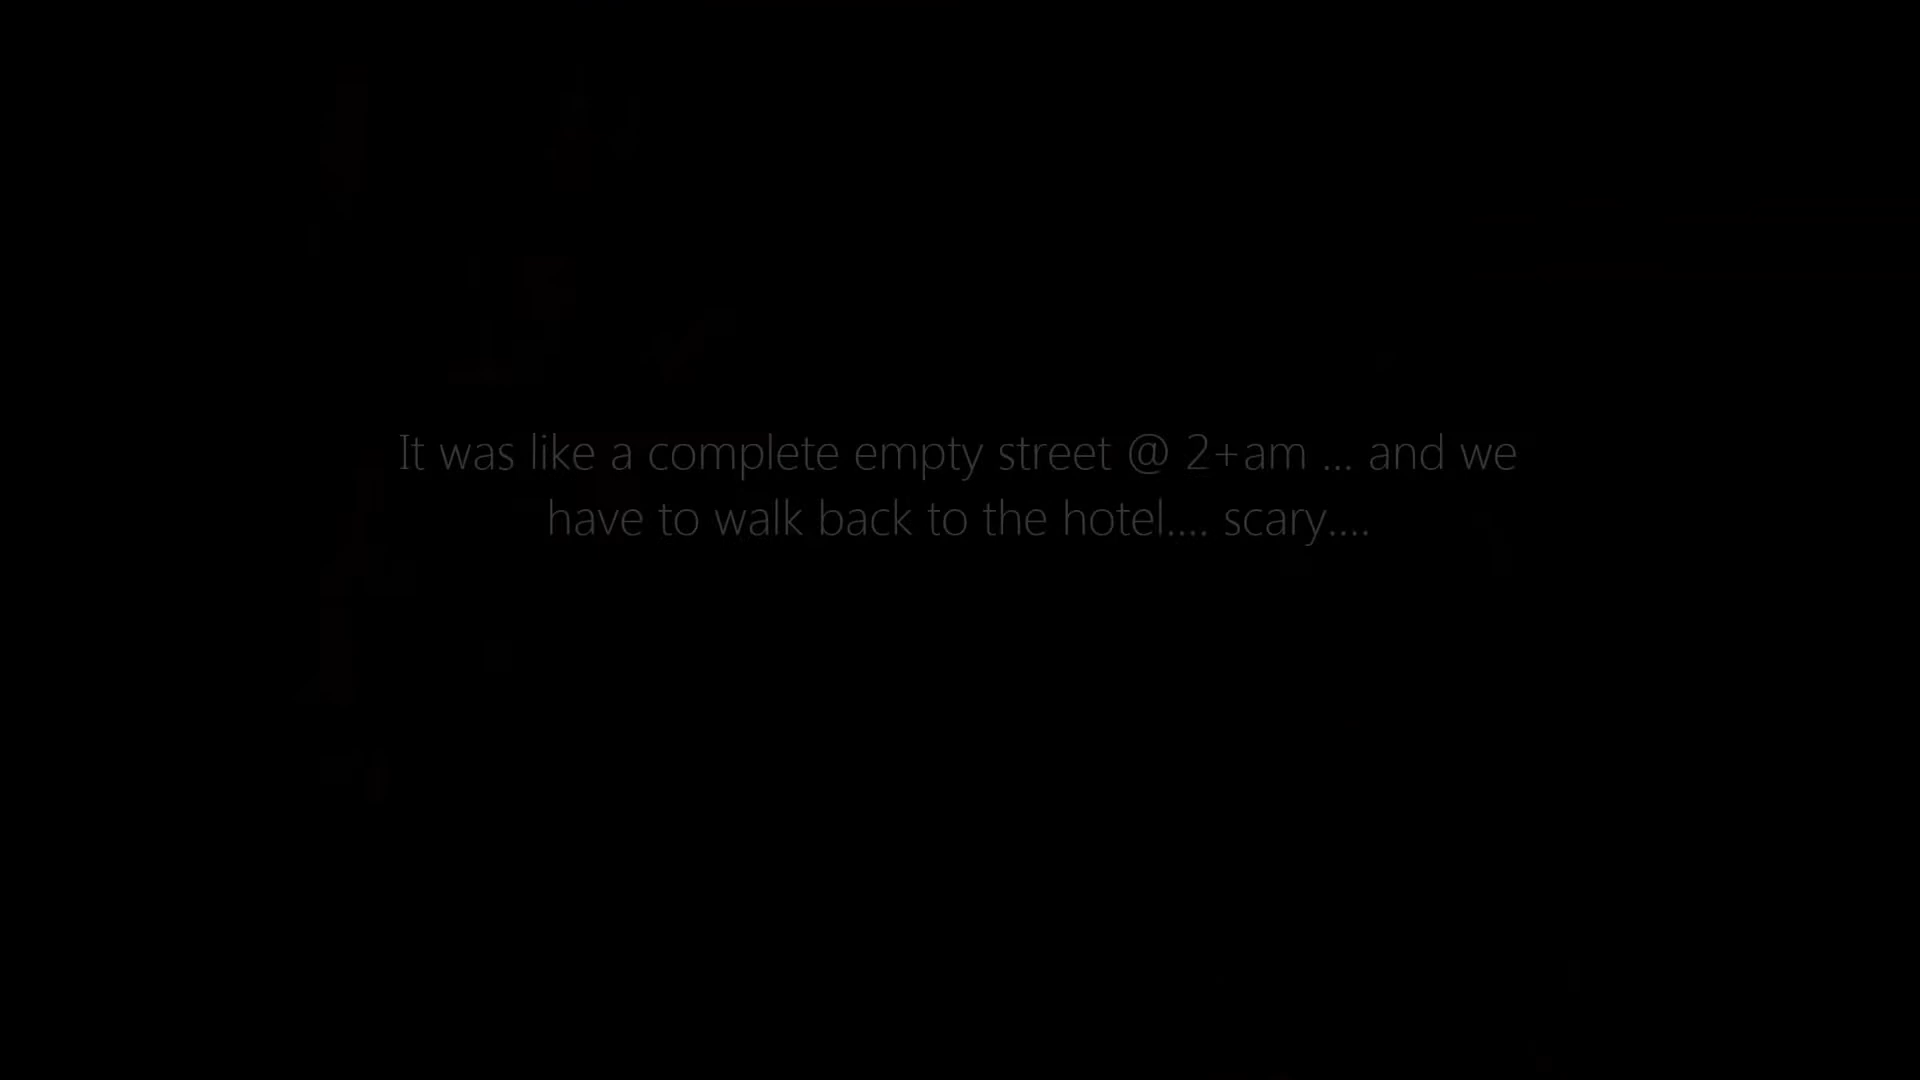 It was like a complete empty street @ 2+am ... and we
have to walk back to the hotel.... scary....